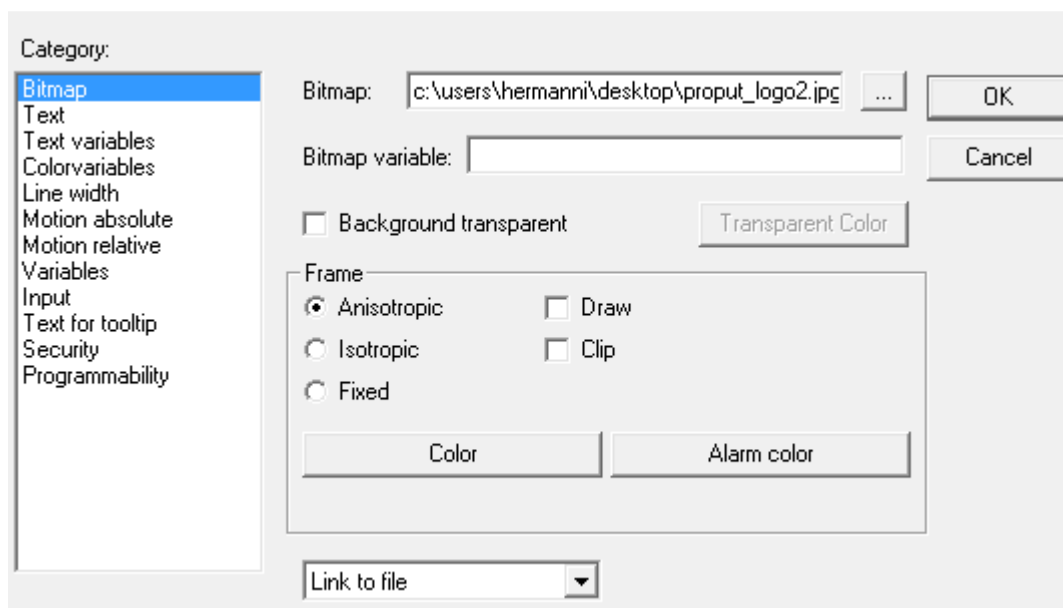 Category:
Bitmap
Text
Text variables
Colorvariables
Line width
Motion absolute
Motion relative
Variables
Input
Text for tooltip
Security
Programmability
Bitmap: c:\users\hermanni\desktop\proput_logo2.jpg ... OK
Bitmap variable: Cancel
Background transparent Transparent Color
Frame
Anisotropic Draw
Isotropic Clip
Fixed
Color Alarm color
Link to file